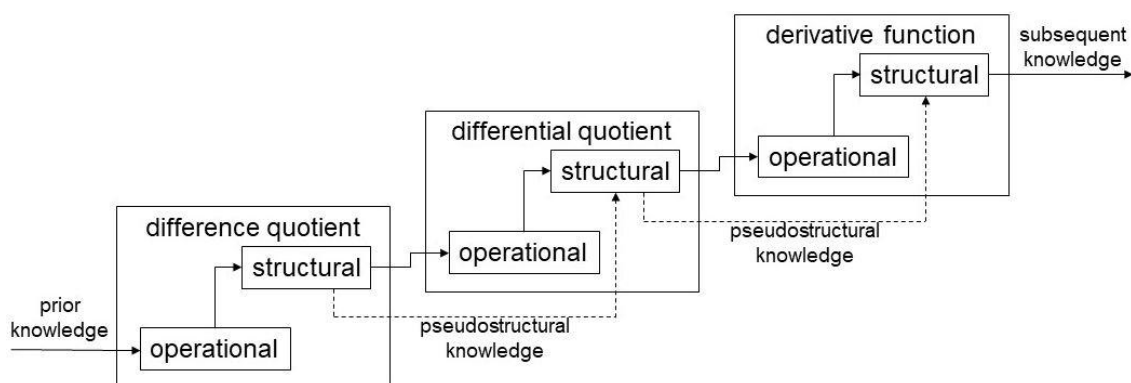 derivative function
subsequent
knowledge
structural
operational
differential quotient
structural
operational
pseudostructural
knowledge
difference quotient
structural
operational
pseudostructural
knowledge
prior
knowledge